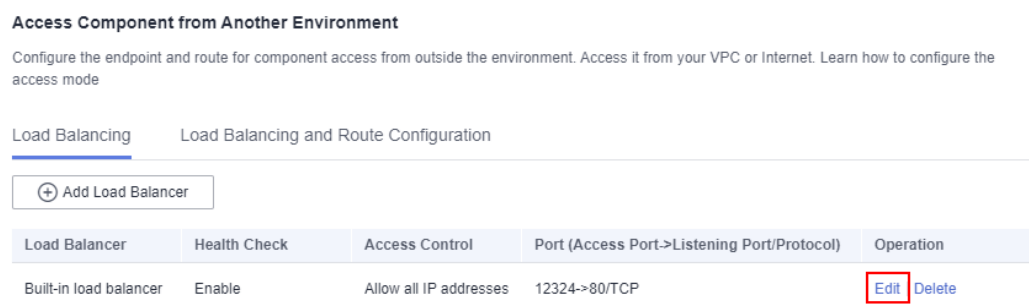 Access Component from Another Environment
Configure the endpoint and route for component access from outside the environment. Access it from your VPC or Internet. Learn how to configure the
access mode
Load Balancing Load Balancing and Route Configuration
Add Load Balancer
Load Balancer Health Check Access Control Port (Access Port->Listening Port/Protocol) Operation
Built-in load balancer Enable Allow all IP addresses 12324->80/TCP Edit Delete